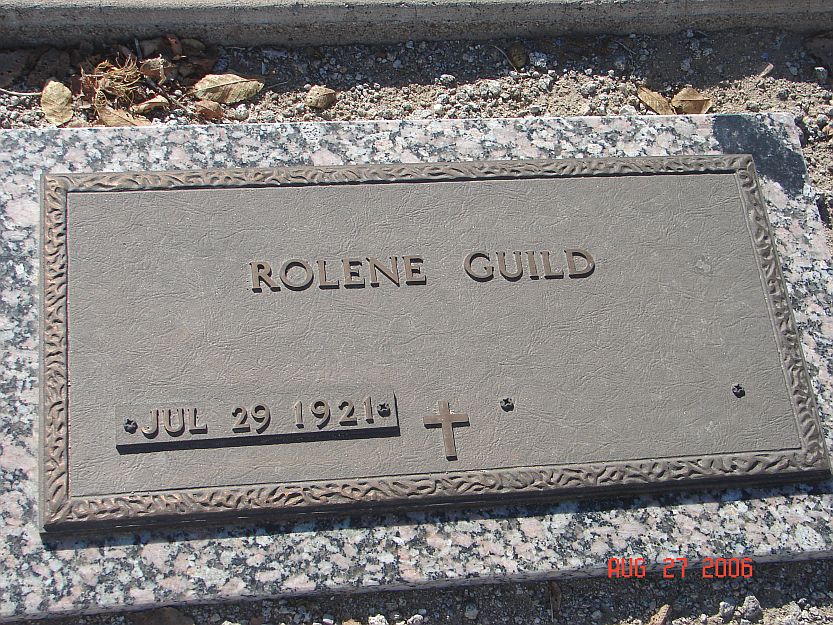 ROLENE GUILD
JUL 29 1921
AUG 27 2006